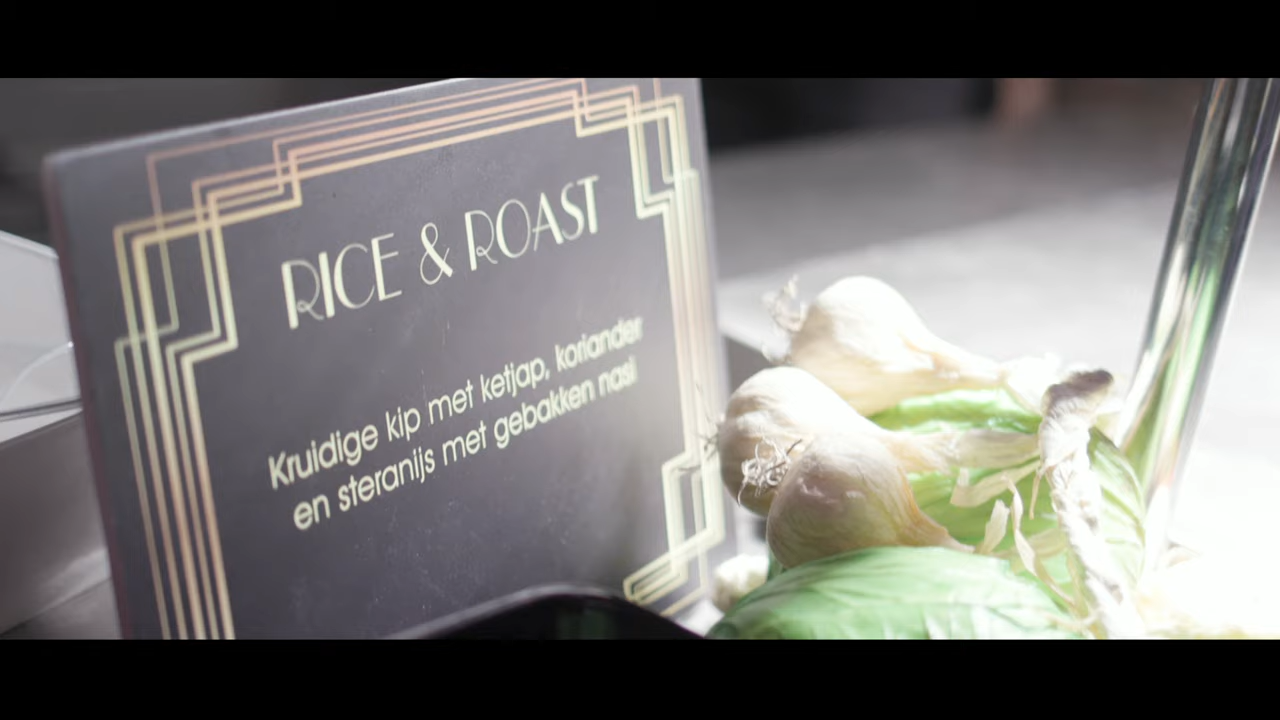 RICE & ROAST
Kruidige kip met ketjap, koriander
en steranijs met gebakken nasi